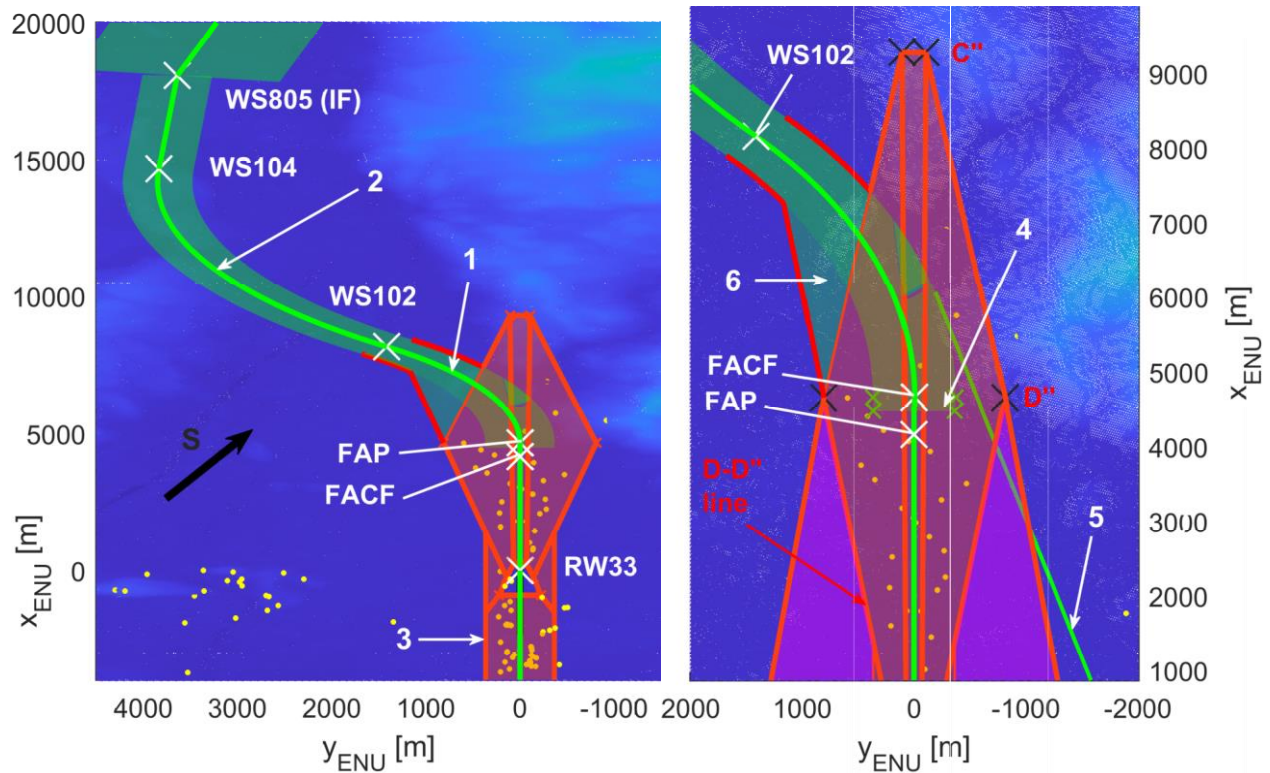 20000
15000
10000
5000
0
x_ENU [m]
4000
3000
2000
1000
0
-1000
y_ENU [m]
WS805 (IF)
WS104
2
1
WS102
S
FAP
FACF
RW33
3
WS102
C"
4
6
FACF
FAP
D"
D-D"
line
5
9000
8000
7000
6000
5000
4000
3000
2000
1000
x_ENU
[m]
2000
1000
0
-1000
-2000
y_ENU [m]